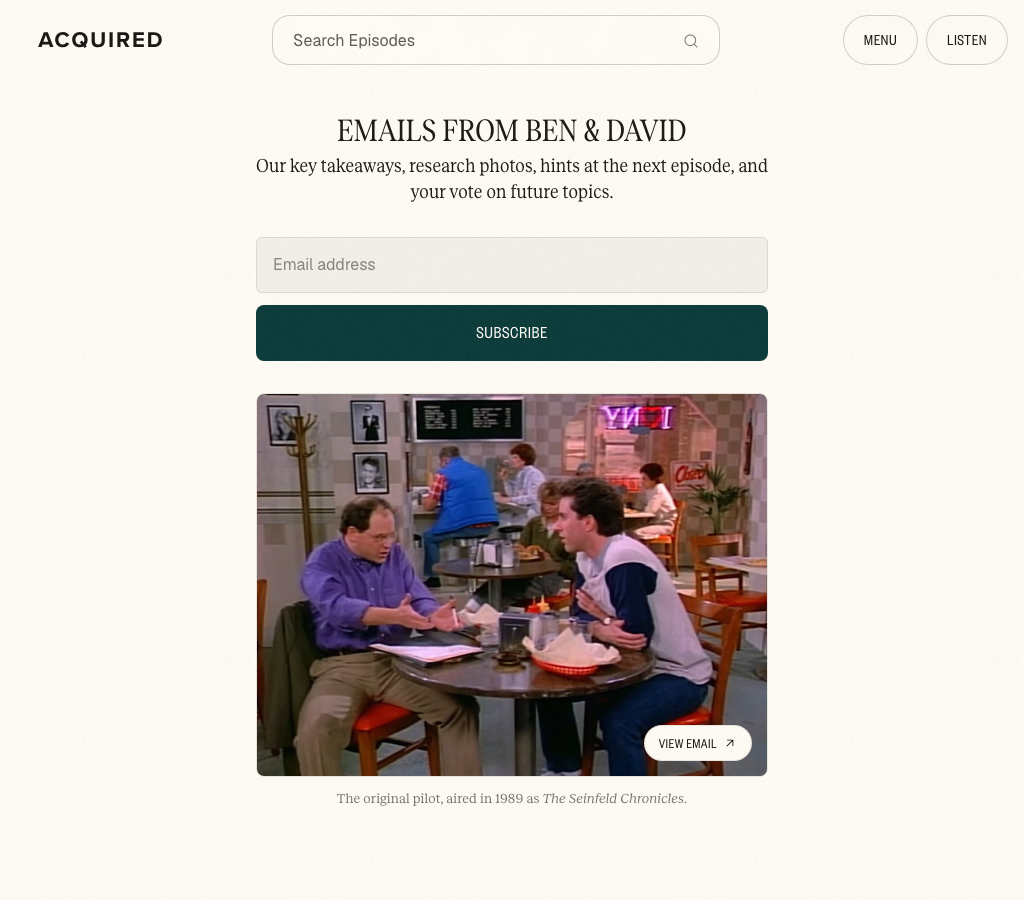 ACQUIRED
Search Episodes
MENU
LISTEN
EMAILS FROM BEN & DAVID
Our key takeaways, research photos, hints at the next episode, and
your vote on future topics.
Email address
SUBSCRIBE
VIEW EMAIL
The original pilot, aired in 1989 as The Seinfeld Chronicles.